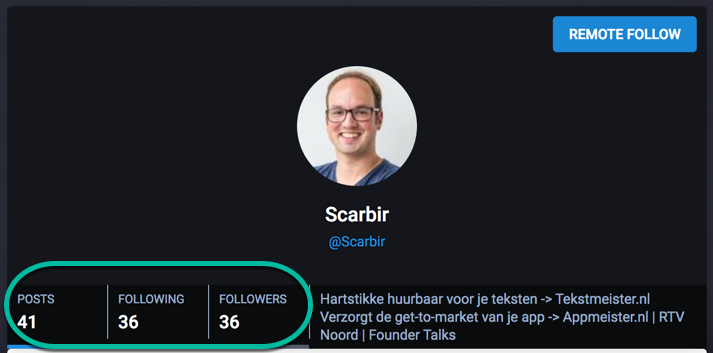 REMOTE FOLLOW
Scarbir
@Scarbir
POSTS
41
FOLLOWING
36
FOLLOWERS
36
Hartstikke huurbaar voor je teksten -> Tekstmeister.nl
Verzorgt de get-to-market van je app -> Appmeister.nl | RTV
Noord | Founder Talks